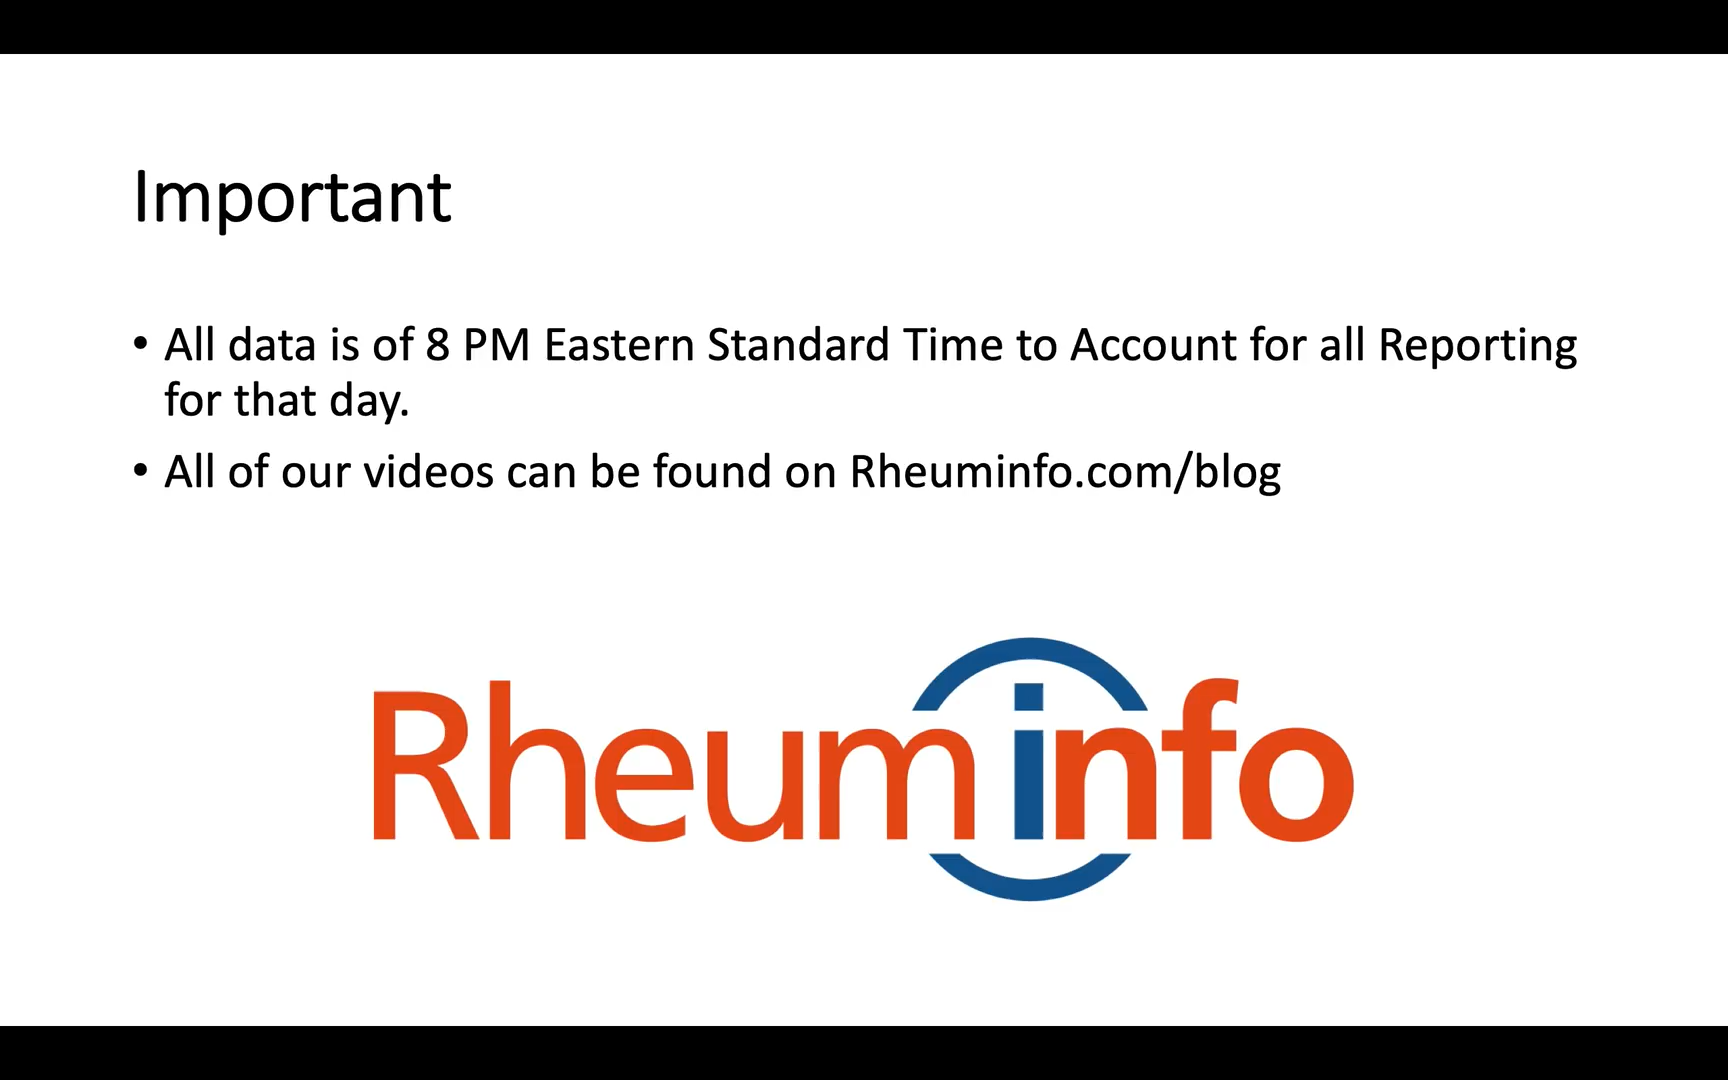 Important
• All data is of 8 PM Eastern Standard Time to Account for all Reporting
for that day.
• All of our videos can be found on Rheuminfo.com/blog
Rheuminfo